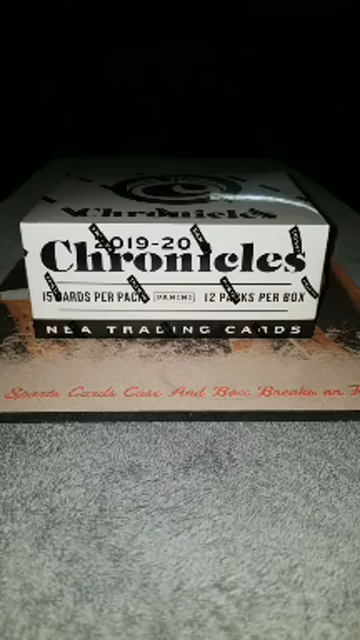 Chronicles
2019-20
Chronicles
15 CARDS PER PACK PANINI 12 PACKS PER BOX
NBA TRADING CARDS
Sports Cards Case And Box Breaks on